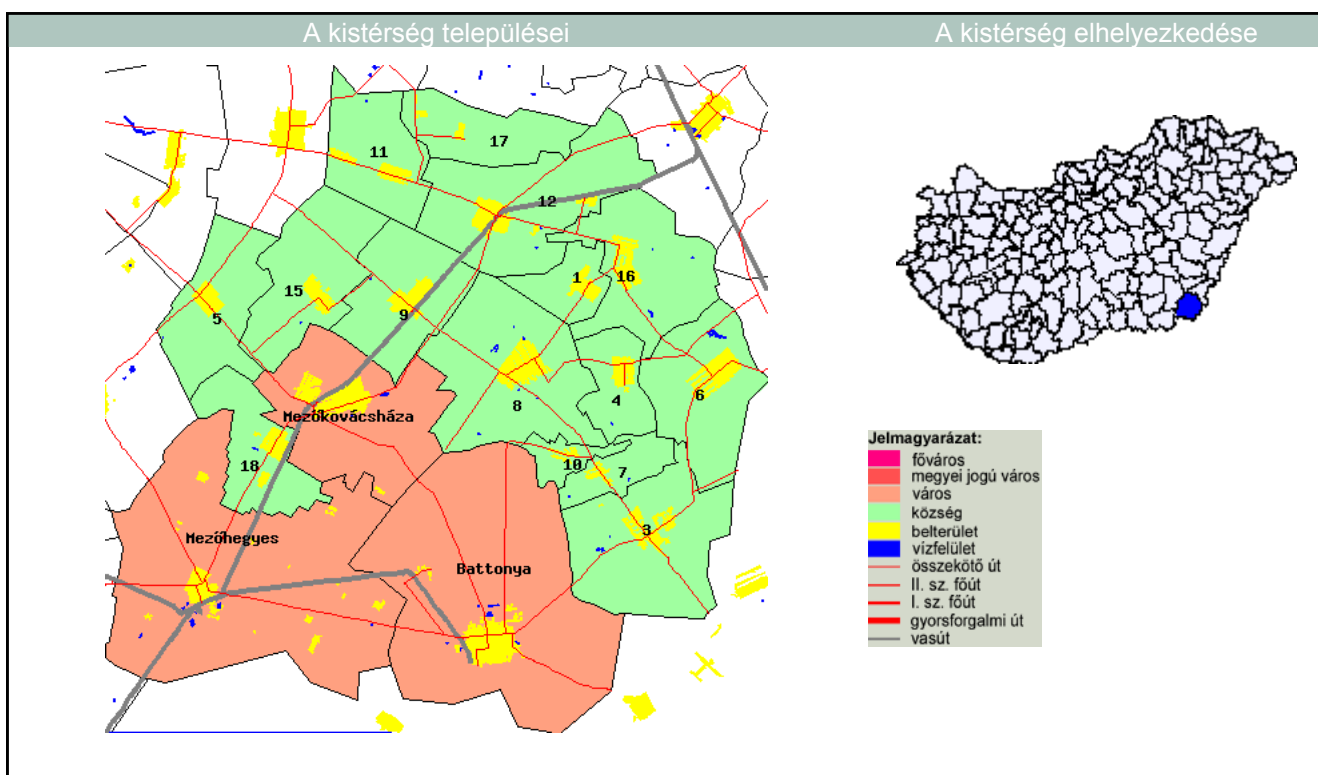 A kistérség települései
A kistérség elhelyezkedése
17
11
12
1
16
15
5
9
6
4
8
Mezőkovácsháza
18
10
7
3
Mezőhegyes
Battonya
Jelmagyarázat:
főváros
megyei jogú város
város
község
belterület
vízfelület
összekötő út
II. sz. főút
I. sz. főút
gyorsforgalmi út
vasút